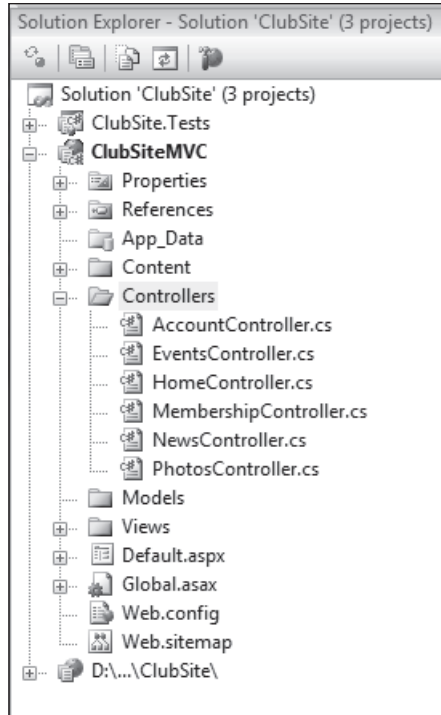 Solution Explorer - Solution 'ClubSite' (3 projects)
Solution 'ClubSite' (3 projects)
ClubSite.Tests
ClubSiteMVC
Properties
References
App_Data
Content
Controllers
AccountController.cs
EventsController.cs
HomeController.cs
MembershipController.cs
NewsController.cs
PhotosController.cs
Models
Views
Default.aspx
Global.asax
Web.config
Web.sitemap
D:\...\ClubSite\